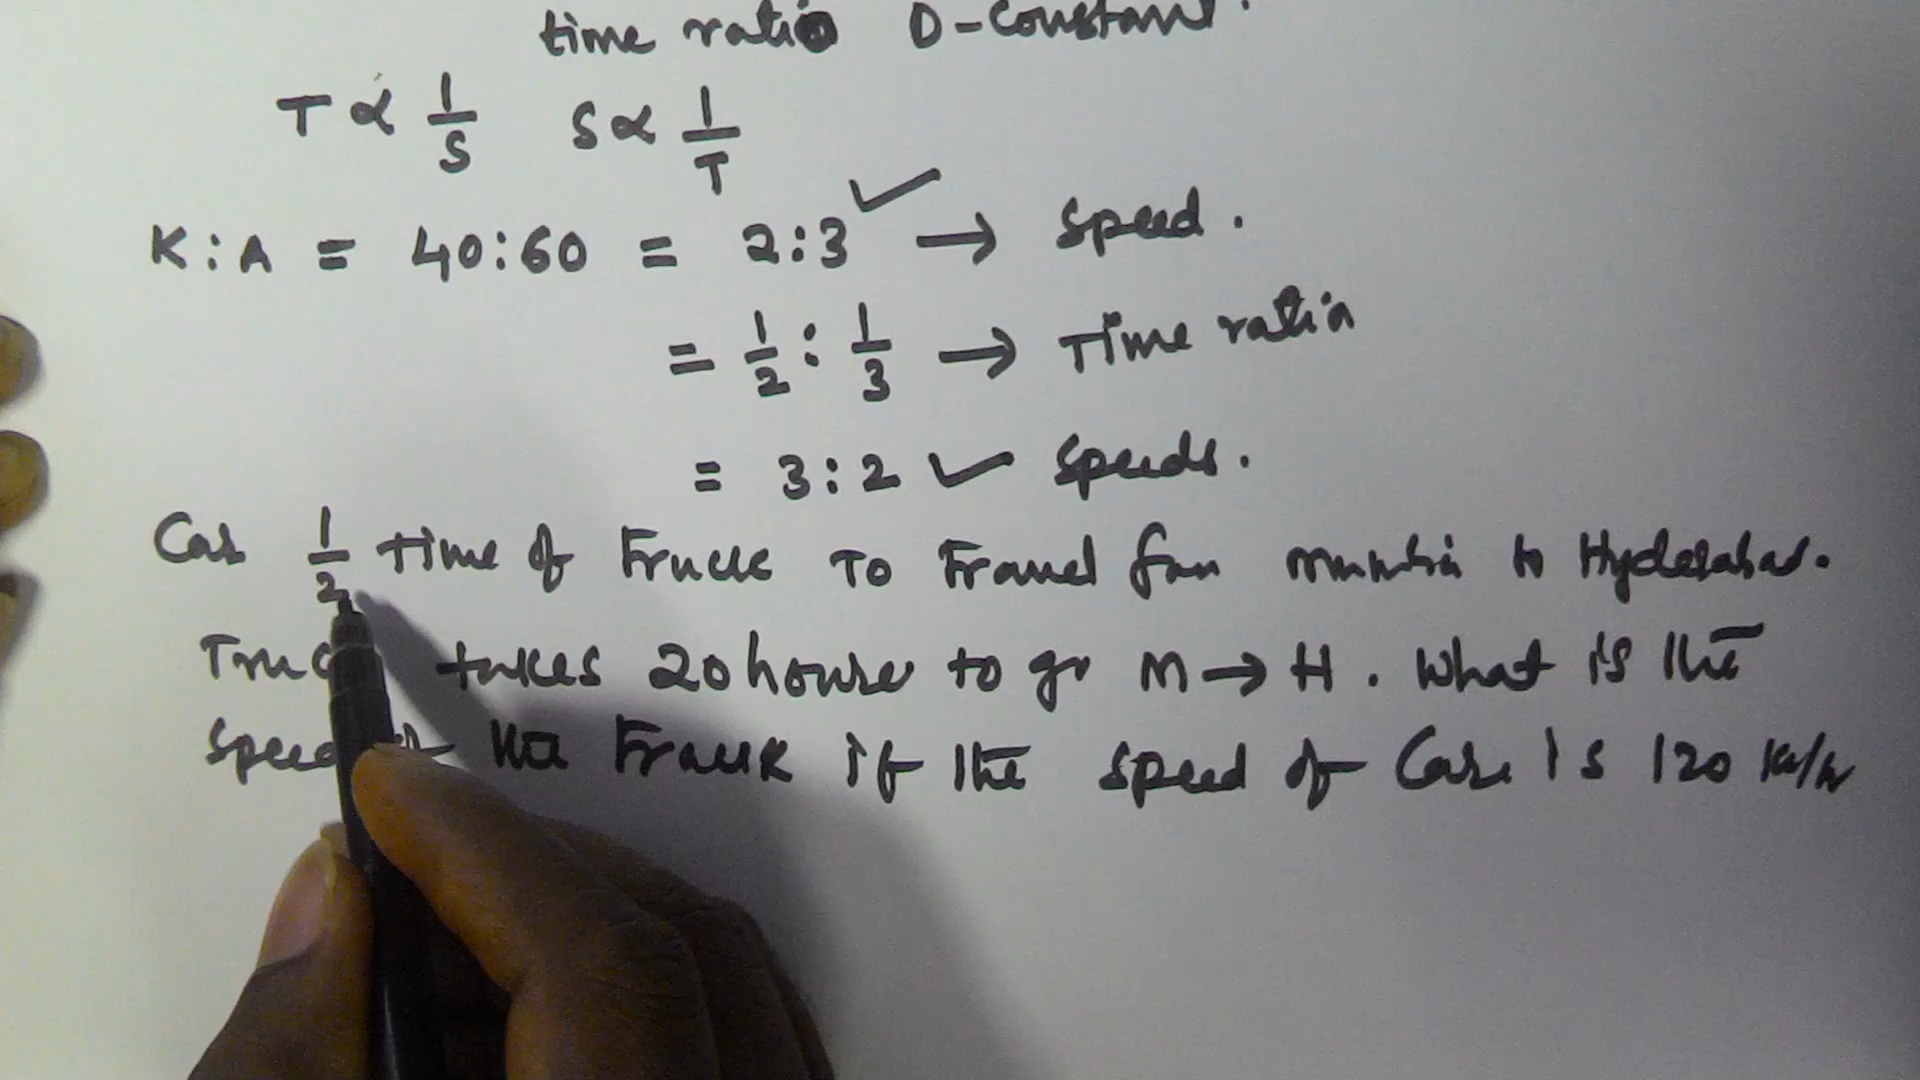 time ratio D-Constant.
T ∝ 1/S S ∝ 1/T
K:A = 40:60 = 2:3 ✓ → Speed.
= 1/2 : 1/3 → Time ratio
= 3:2 ✓ Speeds.
Car 1/2 time of Truck To Travel from to Hyderabad.
takes 20 hours to go M → H. What is the
the Truck if the speed of Car is 120 Km/hr